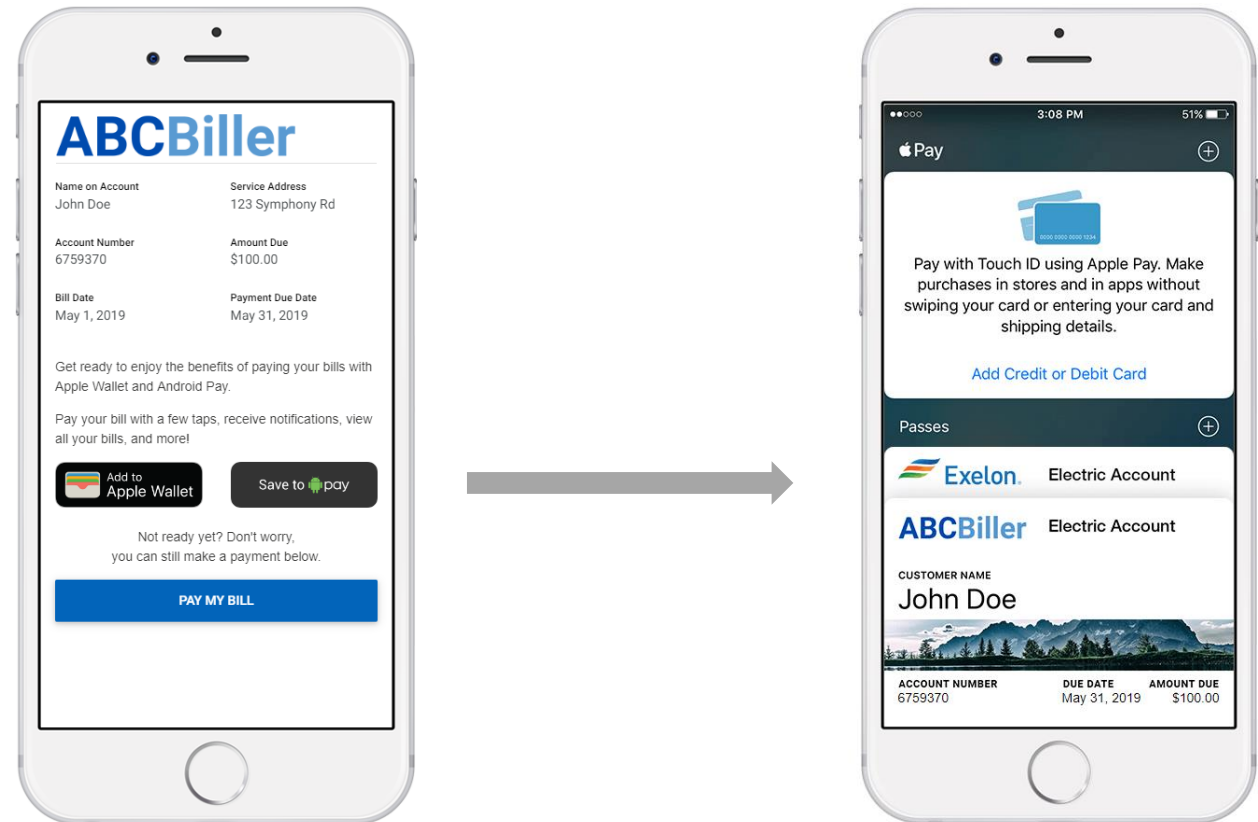 ABCBiller
Name on Account
Service Address
John Doe
123 Symphony Rd
Account Number
Amount Due
6759370
$100.00
Bill Date
Payment Due Date
May 1, 2019
May 31, 2019
Get ready to enjoy the benefits of paying your bills with
Apple Wallet and Android Pay.
Pay your bill with a few taps, receive notifications, view
all your bills, and more!
Add to
Apple Wallet
Save to pay
Not ready yet? Don't worry,
you can still make a payment below.
PAY MY BILL
3:08 PM
51%
Pay
0000 0000 0000 1234
Pay with Touch ID using Apple Pay. Make
purchases in stores and in apps without
swiping your card or entering your card and
shipping details.
Add Credit or Debit Card
Passes
Exelon. Electric Account
ABCBiller Electric Account
CUSTOMER NAME
John Doe
ACCOUNT NUMBER DUE DATE AMOUNT DUE
6759370 May 31, 2019 $100.00